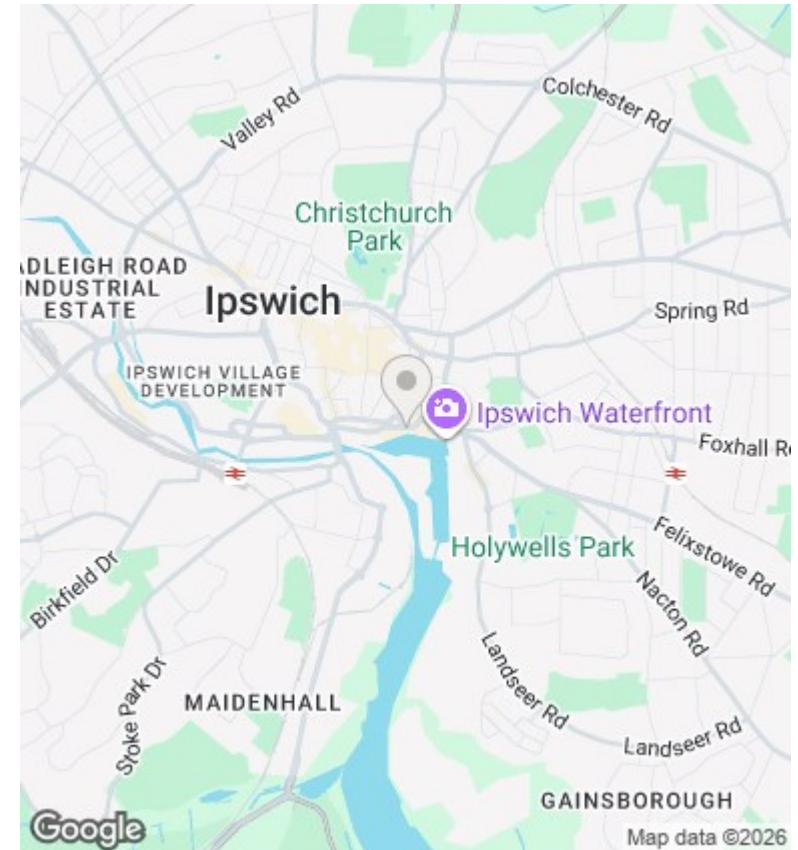 Colchester Rd
Valley Rd
Christchurch
Park
ADLEIGH ROAD
INDUSTRIAL
ESTATE
Ipswich
Spring Rd
IPSWICH VILLAGE
DEVELOPMENT
Ipswich Waterfront
Foxhall R
Holywells Park
Felixstowe Rd
Birkfield Dr
Nacton Rd
Stoke Park Dr
Landseer Rd
MAIDENHALL
Landseer Rd
GAINSBOROUGH
Google
Map data ©2026